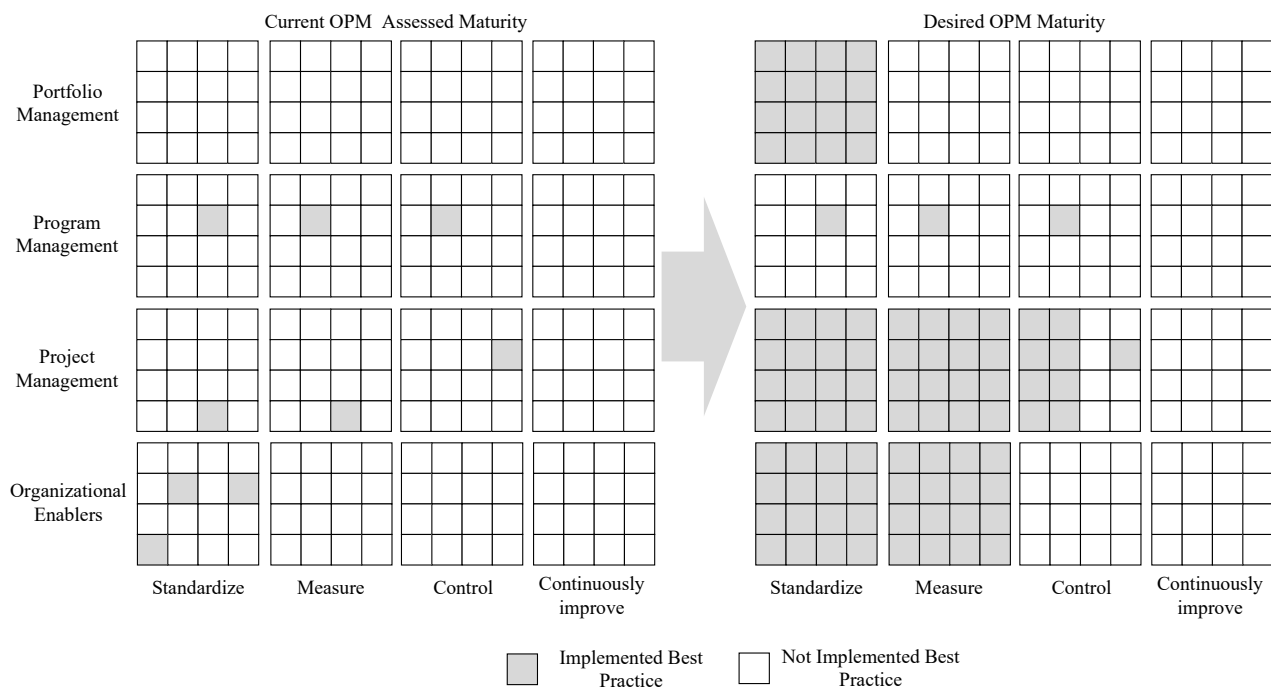 Current OPM  Assessed Maturity
Desired OPM Maturity
Portfolio
Management
Program
Management
Project
Management
Organizational
Enablers
Standardize
Measure
Control
Continuously
improve
Standardize
Measure
Control
Continuously
improve
Implemented Best
Practice
Not Implemented Best
Practice